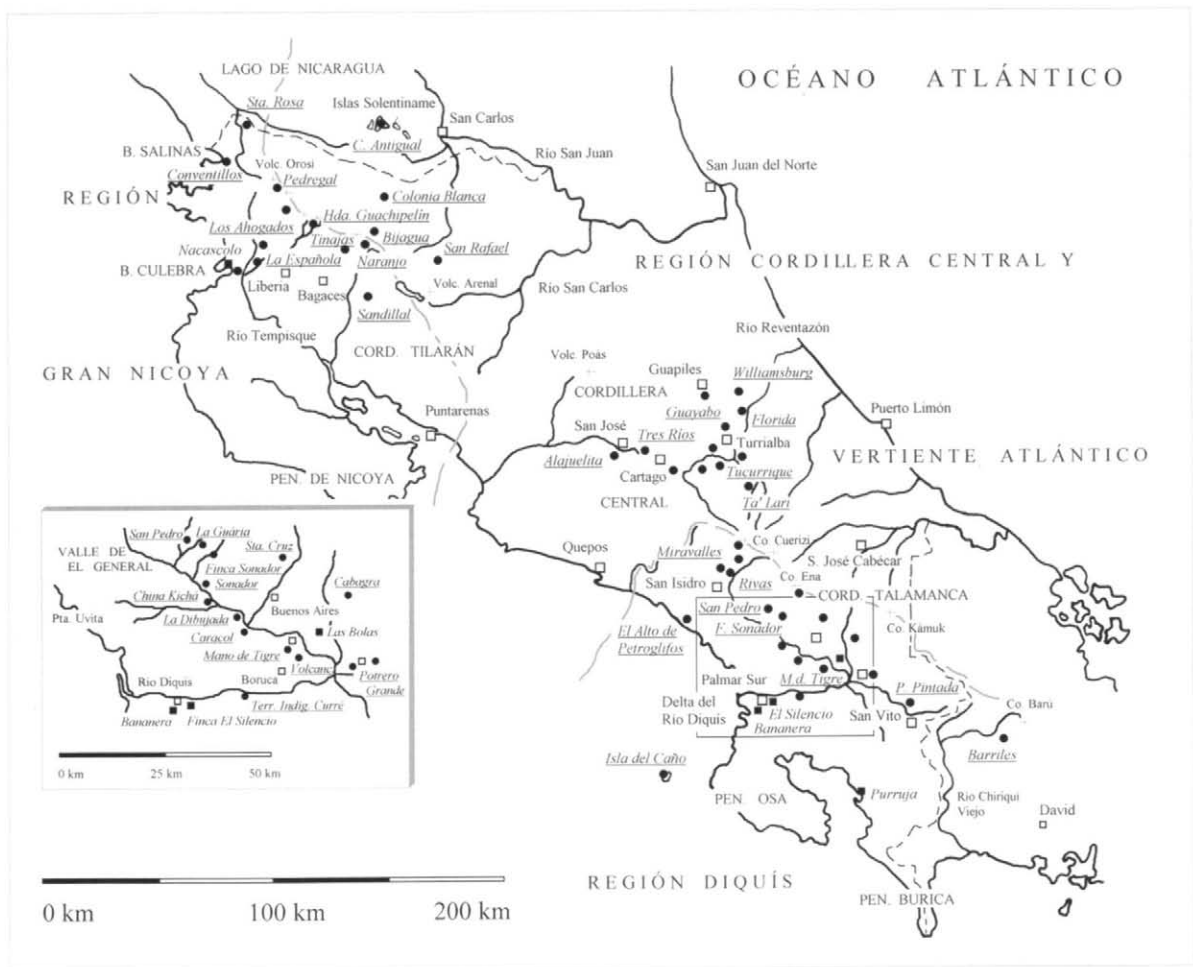 LAGO DE NICARAGUA
OCÉANO ATLÁNTICO
Sta. Rosa
Islas Solentiname
San Carlos
C. Antigual
B. SALINAS
Río San Juan
Volc. Orosi
San Juan del Norte
Conventillos
Pedregal
REGIÓN
Colonia Blanca
Hda. Guachipelín
Los Ahogados
Tinajas
Bijagua
Nacascolo
San Rafael
La Española
Naranjo
REGIÓN CORDILLERA CENTRAL Y
B. CULEBRA
Liberia
Volc. Arenal
Bagaces
Río San Carlos
Sandillal
Río Tempisque
Río Reventazón
CORD. TILARÁN
Volc. Poás
GRAN NICOYA
Guapiles
Williamsburg
CORDILLERA
Puntarenas
Guayabo
Florida
Puerto Limón
San José
Tres Ríos
Turrialba
Alajuelita
VERTIENTE ATLÁNTICO
Cartago
Tucurrique
PEN. DE NICOYA
CENTRAL
Ta' Lari
San Pedro
La Guaria
VALLE DE
EL GENERAL
Sta. Cruz
Finca Sonador
Sonador
Cabagra
China Kichá
Buenos Aires
Pta. Uvita
La Dibujada
Las Bolas
Caracol
Mano de Tigre
Volcanc
Boruca
Potrero
Grande
Río Diquis
Terr. Indig. Curré
Bananera
Finca El Silencio
0 km
25 km
50 km
Quepos
Miravalles
Co. Cuerizi
S. José Cabécar
San Isidro
Rivas
Co. Ena
CORD. TALAMANCA
San Pedro
F. Sonador
Co. Kámuk
El Alto de
Petroglifos
M.d. Tigre
Palmar Sur
P. Pintada
Delta del
Río Diquís
El Silencio
Bananera
San Vito
Co. Barú
Isla del Caño
Barriles
PEN. OSA
Purruja
Río Chiriqui
Viejo
David
REGIÓN DIQUÍS
PEN. BURICA
0 km
100 km
200 km